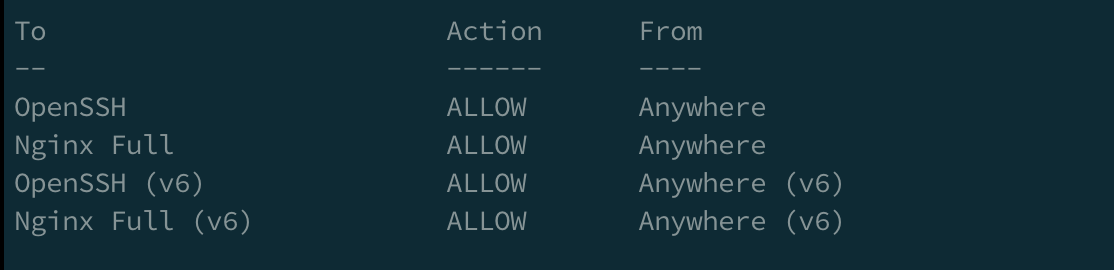 To                         Action      From
--                         ------      ----
OpenSSH                    ALLOW       Anywhere
Nginx Full                 ALLOW       Anywhere
OpenSSH (v6)               ALLOW       Anywhere (v6)
Nginx Full (v6)            ALLOW       Anywhere (v6)